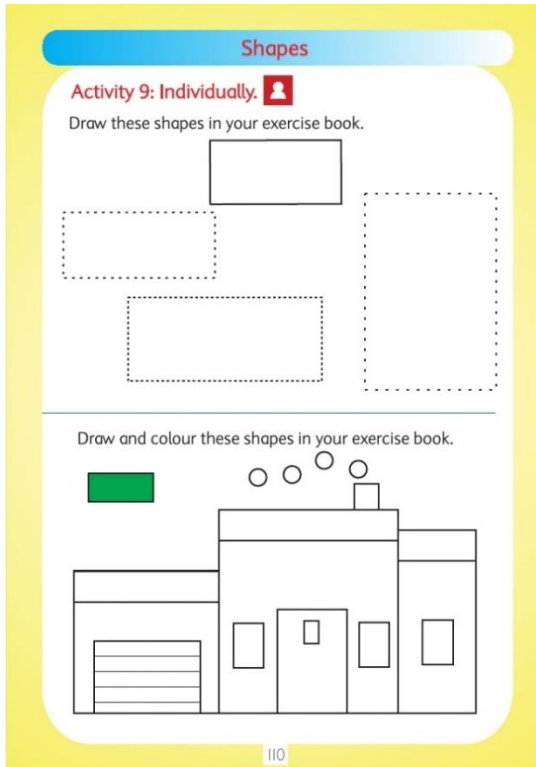 Shapes
Activity 9: Individually.
Draw these shapes in your exercise book.
Draw and colour these shapes in your exercise book.
110